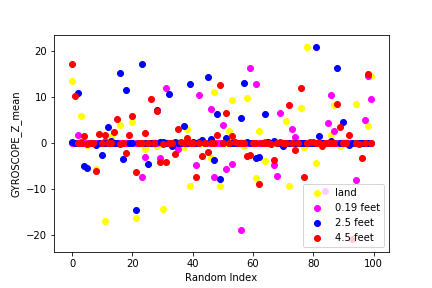 20
10
0
−10
−20
GYROSCOPE_Z_mean
land
0.19 feet
2.5 feet
4.5 feet
0 20 40 60 80 100
Random Index